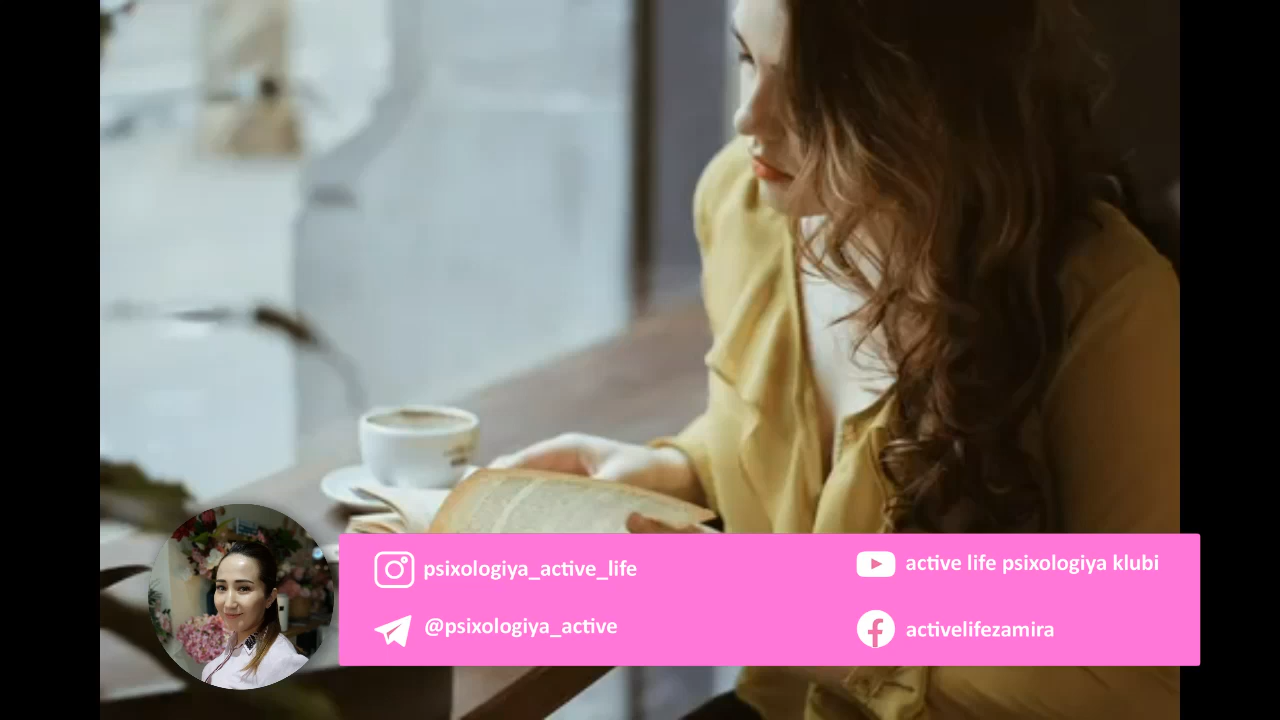 psixologiya_active_life
active life psixologiya klubi
@psixologiya_active
activelifezamira